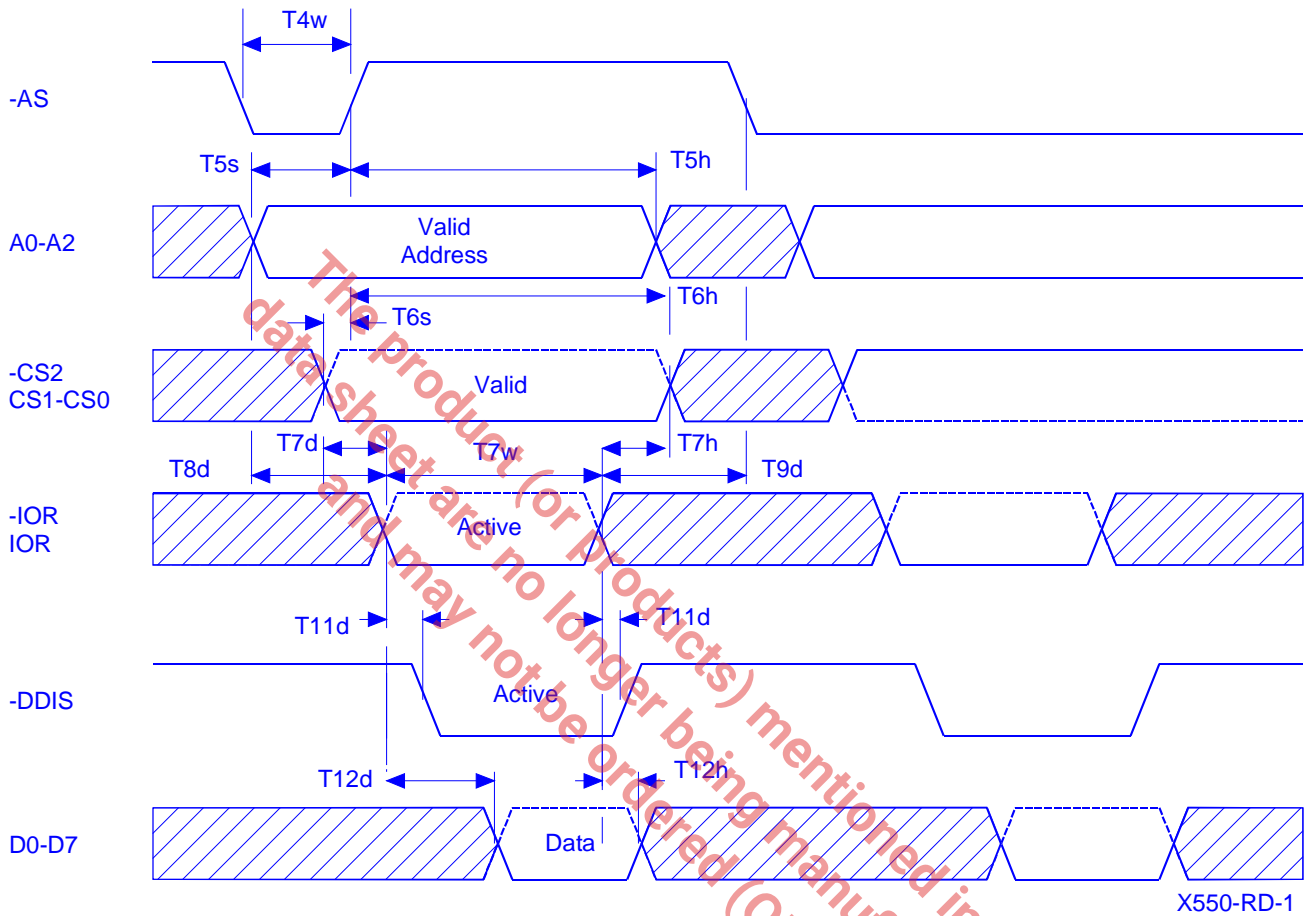 T4w
-AS
T5s
T5h
A0-A2
Valid
Address
T6h
T6s
-CS2
CS1-CS0
Valid
T7d
T7w
T7h
T8d
T9d
-IOR
IOR
Active
T11d
T11d
-DDIS
Active
T12d
T12h
D0-D7
Data
X550-RD-1
The product (or products) mentioned in
data sheet are no longer being manuf
and may not be ordered (O